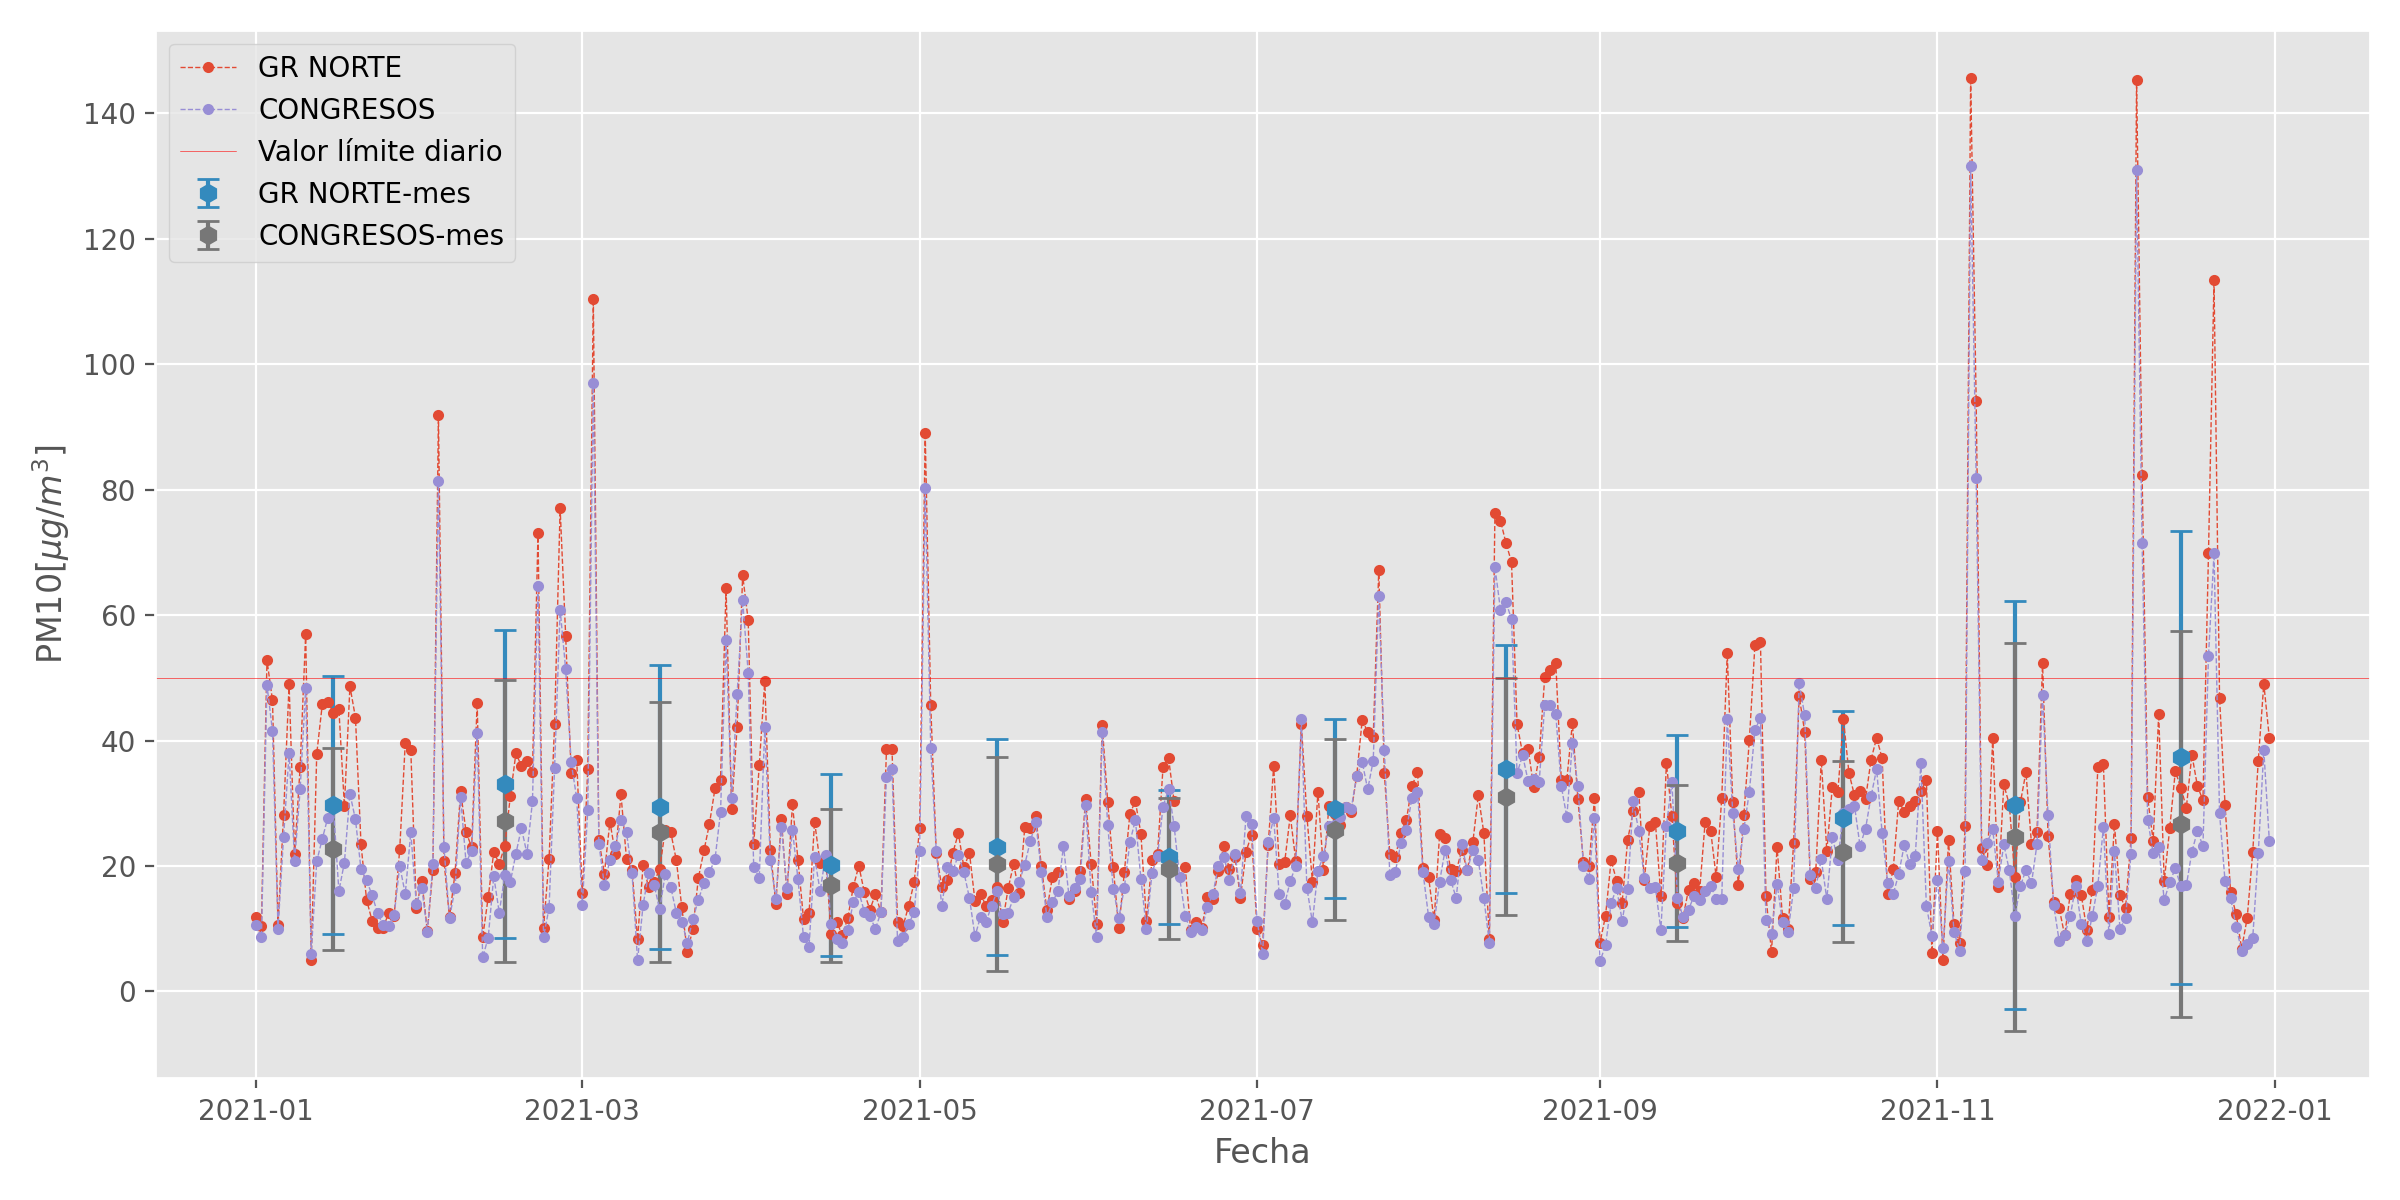 GR NORTE
CONGRESOS
Valor límite diario
GR NORTE-mes
CONGRESOS-mes
140
120
100
80
60
40
20
0
PM10[μg/m³]
2021-01 2021-03 2021-05 2021-07 2021-09 2021-11 2022-01
Fecha